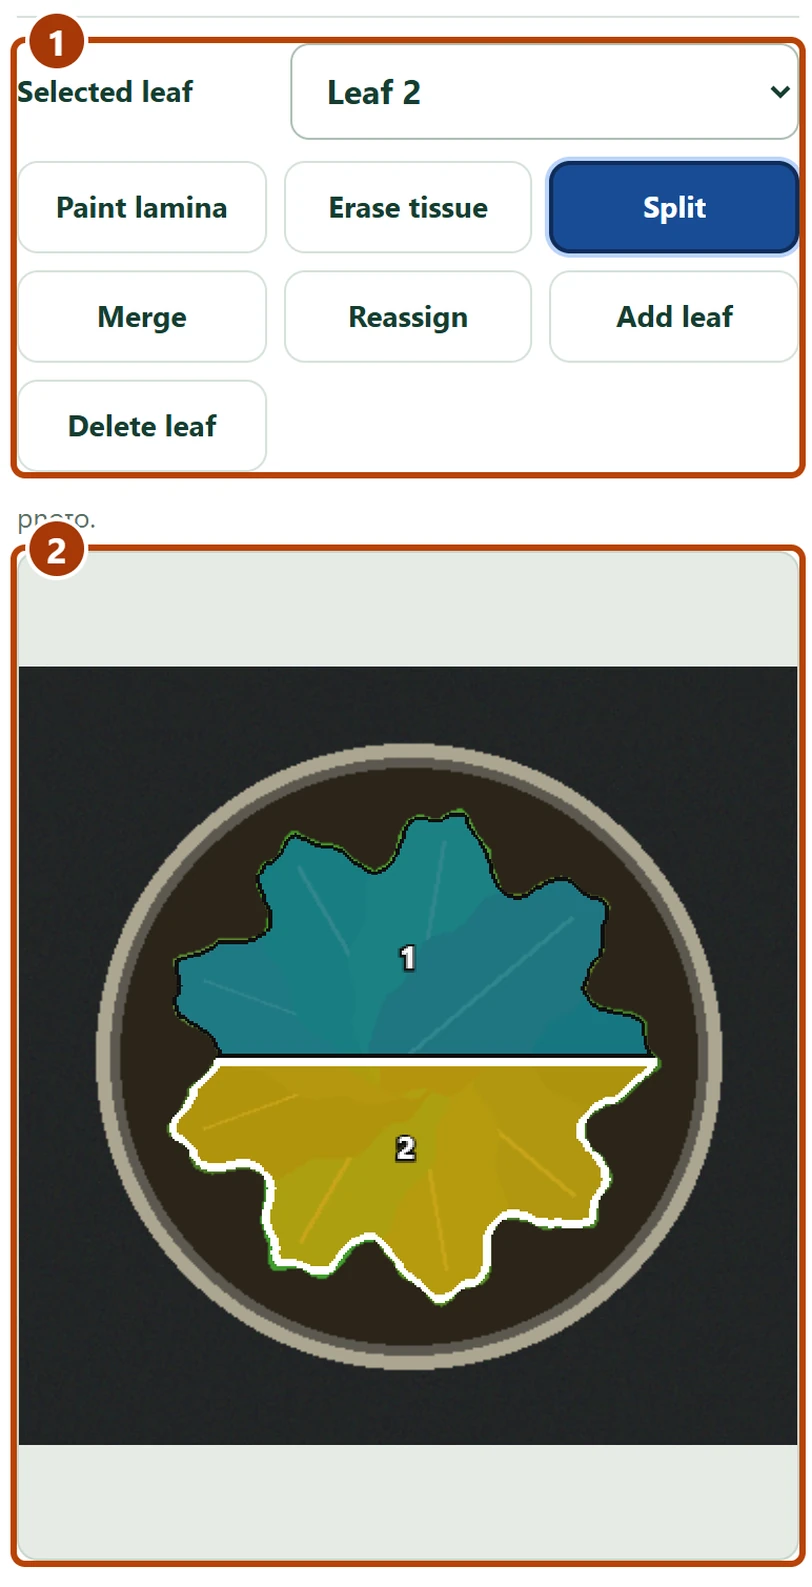 1
Selected leaf
Leaf 2
Paint lamina
Erase tissue
Split
Merge
Reassign
Add leaf
Delete leaf
photo.
2
1
2